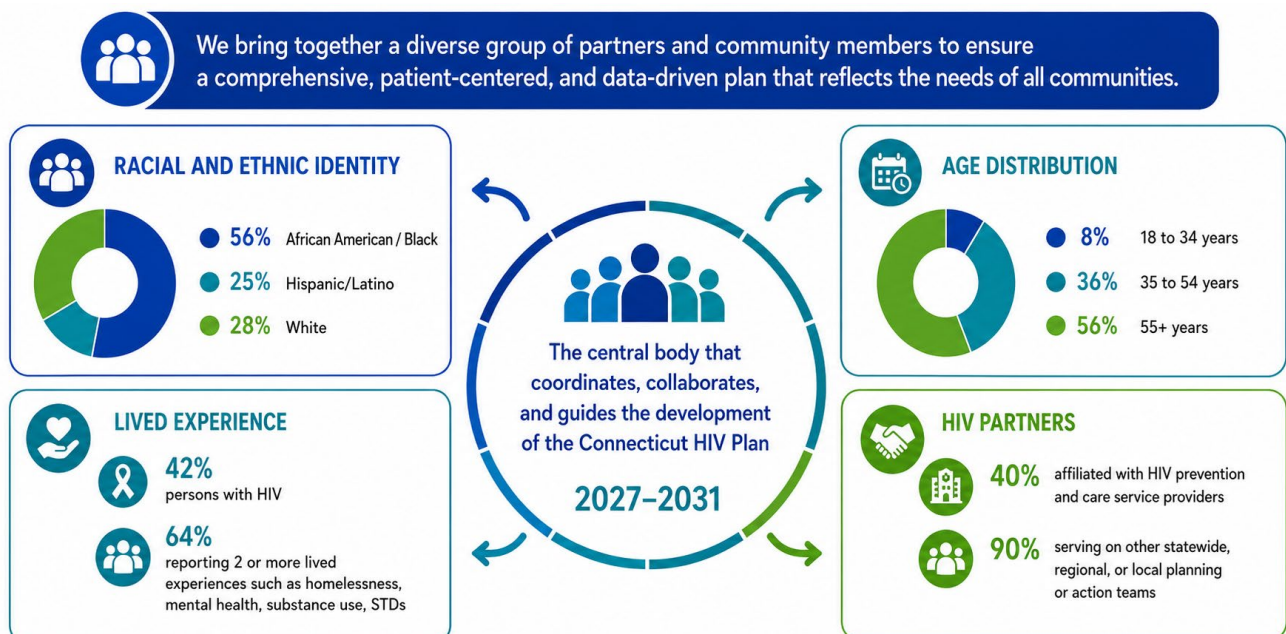 We bring together a diverse group of partners and community members to ensure
a comprehensive, patient-centered, and data-driven plan that reflects the needs of all communities.
RACIAL AND ETHNIC IDENTITY
56% African American / Black
25% Hispanic/Latino
28% White
AGE DISTRIBUTION
8% 18 to 34 years
36% 35 to 54 years
56% 55+ years
The central body that
coordinates, collaborates,
and guides the development
of the Connecticut HIV Plan
2027–2031
LIVED EXPERIENCE
42%
persons with HIV
64%
reporting 2 or more lived
experiences such as homelessness,
mental health, substance use, STDs
HIV PARTNERS
40% affiliated with HIV prevention
and care service providers
90% serving on other statewide,
regional, or local planning
or action teams